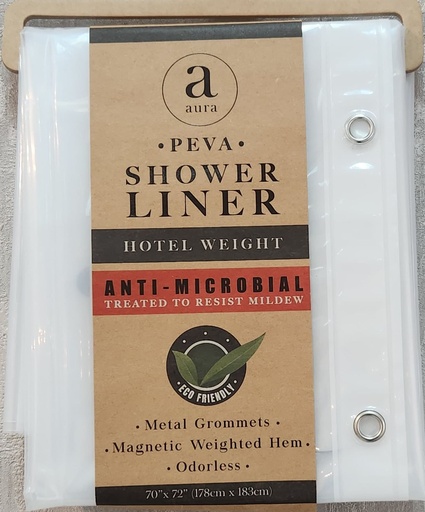 a
aura
• PEVA •
SHOWER
LINER
HOTEL WEIGHT
ANTI-MICROBIAL
TREATED TO RESIST MILDEW
• ECO FRIENDLY •
• Metal Grommets •
• Magnetic Weighted Hem •
• Odorless •
70"x 72" (178cm x 183cm)